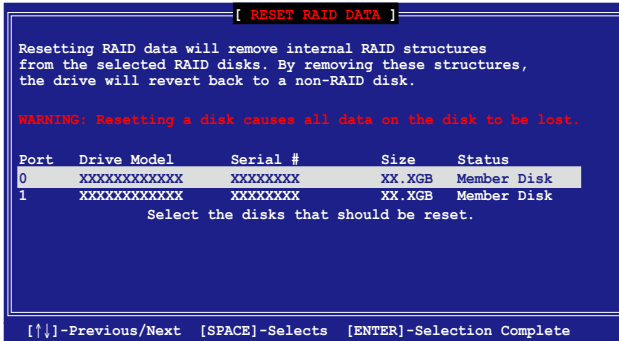 [ RESET RAID DATA ]
Resetting RAID data will remove internal RAID structures
from the selected RAID disks. By removing these structures,
the drive will revert back to a non-RAID disk.
WARNING: Resetting a disk causes all data on the disk to be lost.
Port Drive Model Serial # Size Status
0 XXXXXXXXXXXX XXXXXXXX XX.XGB Member Disk
1 XXXXXXXXXXXX XXXXXXXX XX.XGB Member Disk
Select the disks that should be reset.
[↑↓]-Previous/Next [SPACE]-Selects [ENTER]-Selection Complete